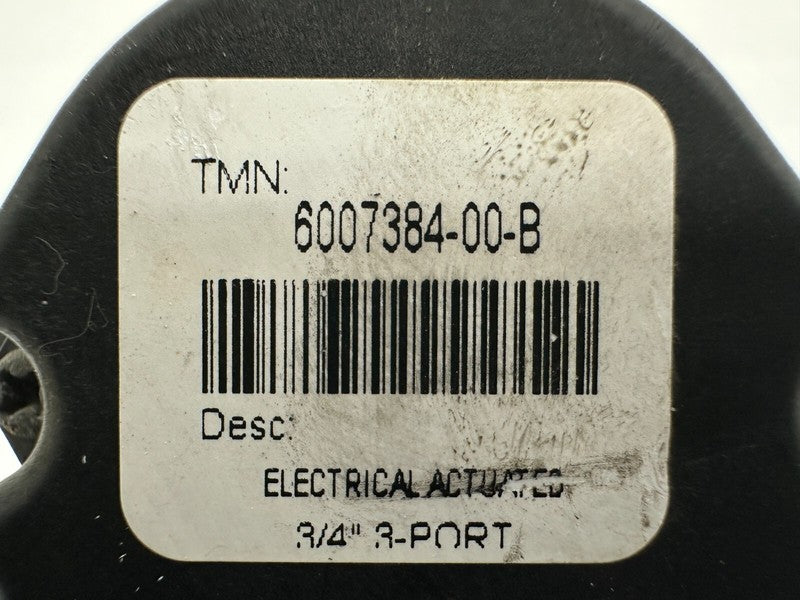 TMN:
6007384-00-B
Desc:
ELECTRICAL ACTUATED
3/4" 3-PORT